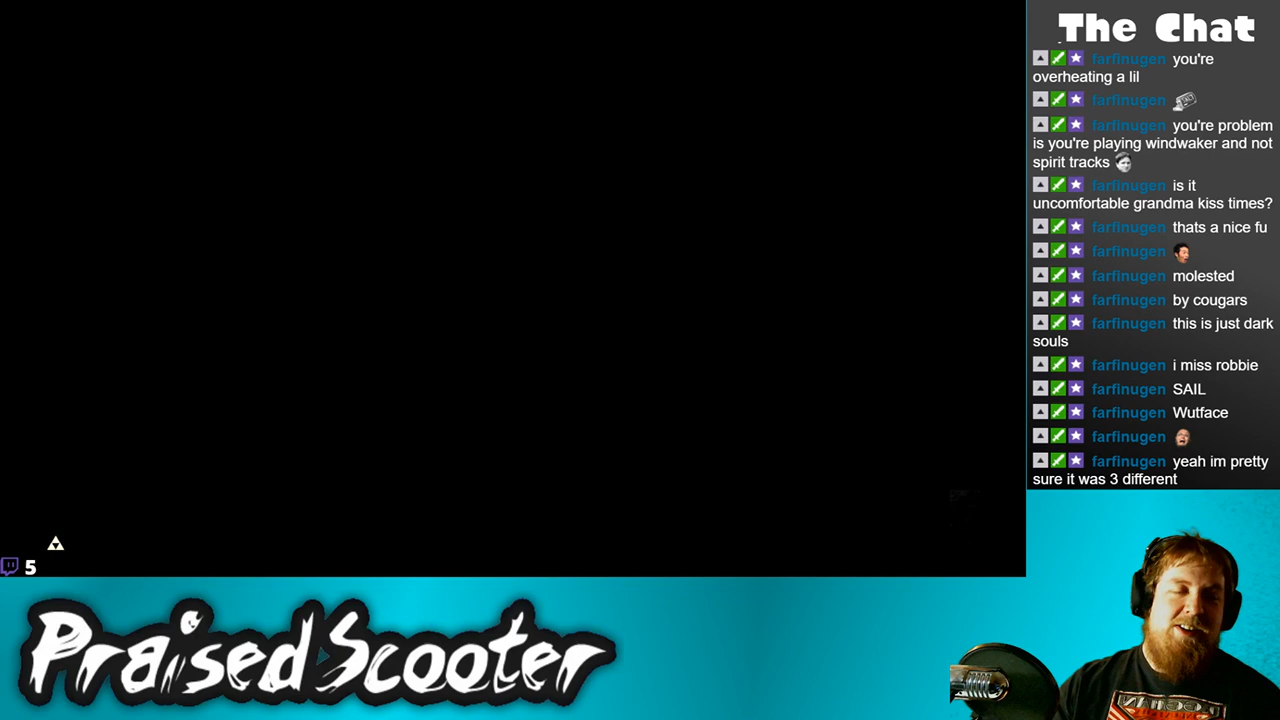 The Chat
farfinugen you're
overheating a lil
farfinugen
farfinugen you're problem
is you're playing windwaker and not
spirit tracks
farfinugen is it
uncomfortable grandma kiss times?
farfinugen thats a nice fu
farfinugen
farfinugen molested
farfinugen by cougars
farfinugen this is just dark
souls
farfinugen i miss robbie
farfinugen SAIL
farfinugen Wutface
farfinugen
farfinugen yeah im pretty
sure it was 3 different
5
PraisedScooter